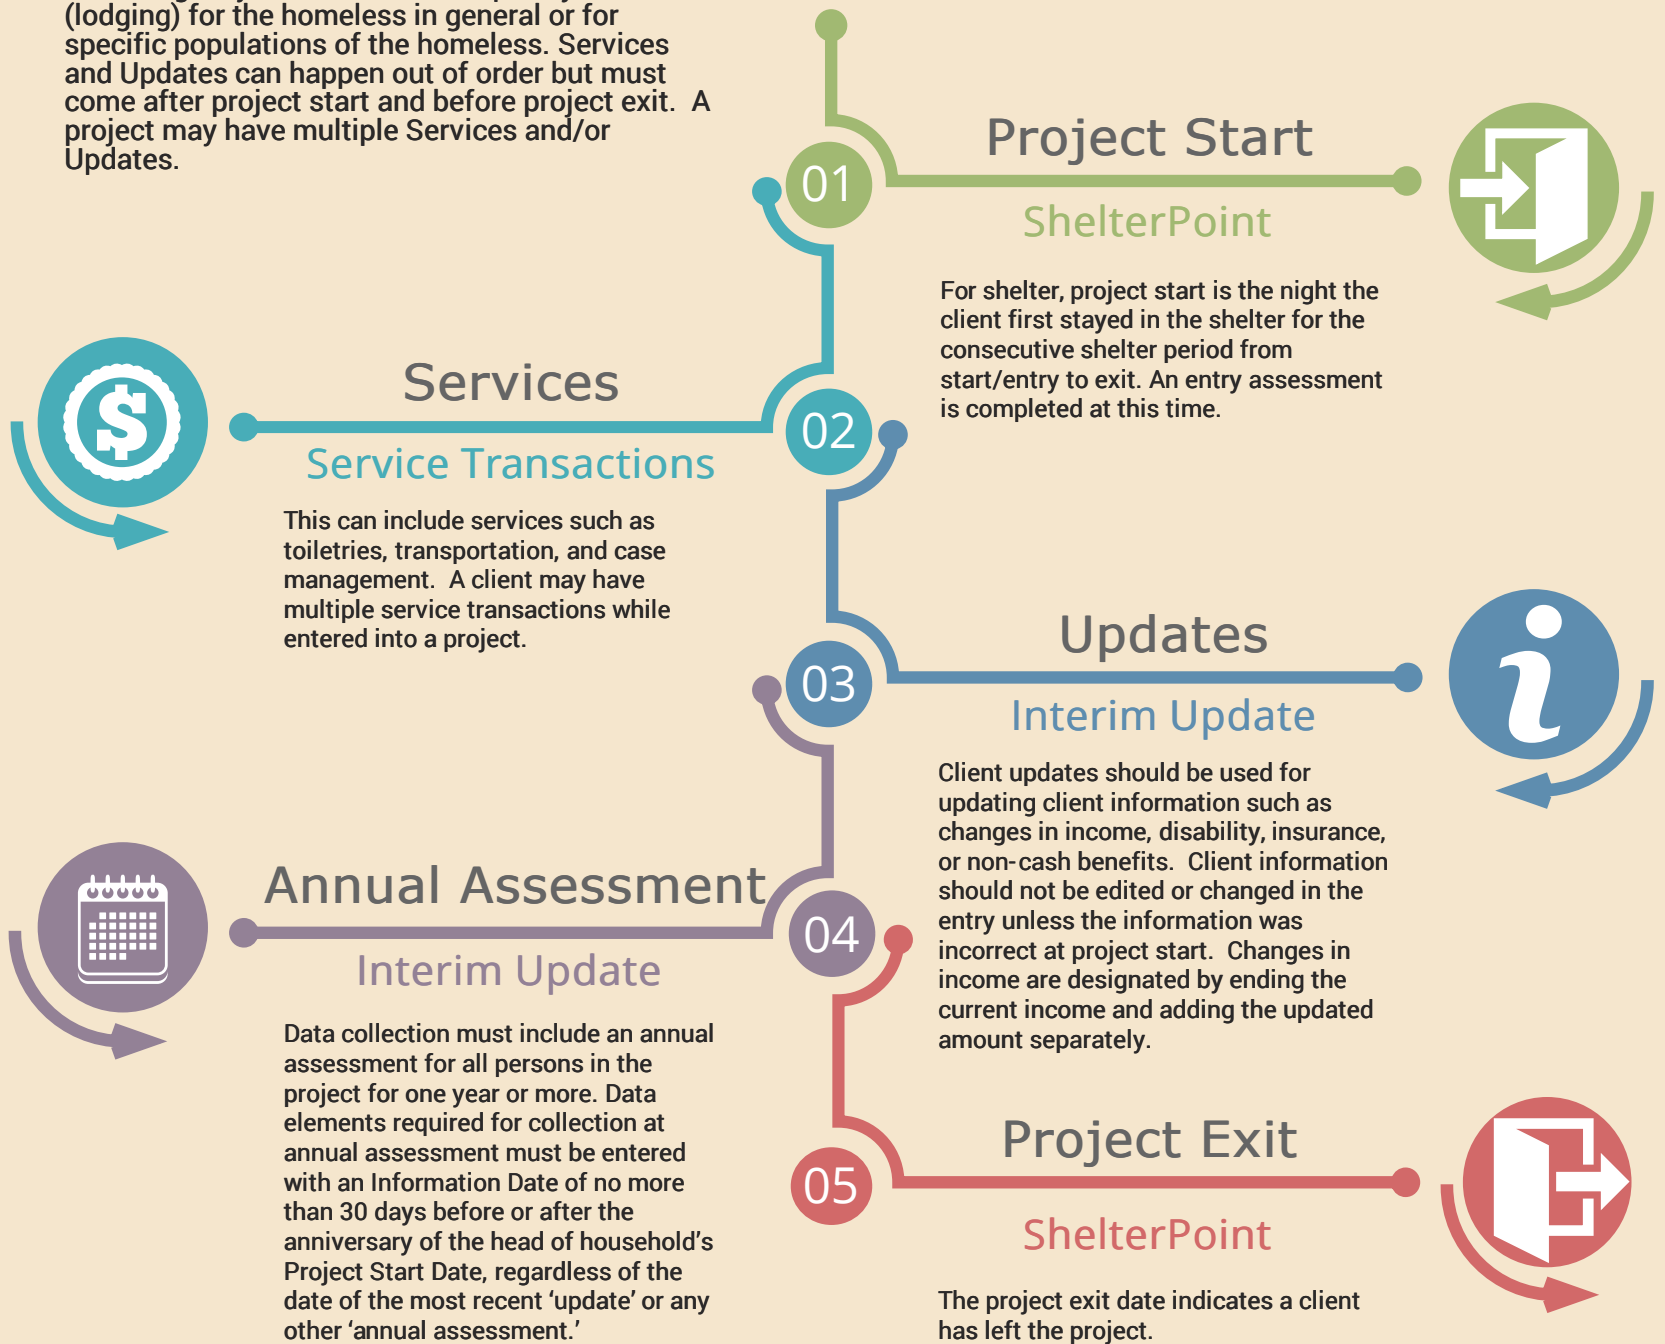 (lodging) for the homeless in general or for
specific populations of the homeless. Services
and Updates can happen out of order but must
come after project start and before project exit.  A
project may have multiple Services and/or
Updates.
01
Project Start
ShelterPoint
For shelter, project start is the night the
client first stayed in the shelter for the
consecutive shelter period from
start/entry to exit. An entry assessment
is completed at this time.
02
Services
Service Transactions
This can include services such as
toiletries, transportation, and case
management.  A client may have
multiple service transactions while
entered into a project.
03
Updates
Interim Update
Client updates should be used for
updating client information such as
changes in income, disability, insurance,
or non-cash benefits.  Client information
should not be edited or changed in the
entry unless the information was
incorrect at project start.  Changes in
income are designated by ending the
current income and adding the updated
amount separately.
04
Annual Assessment
Interim Update
Data collection must include an annual
assessment for all persons in the
project for one year or more. Data
elements required for collection at
annual assessment must be entered
with an Information Date of no more
than 30 days before or after the
anniversary of the head of household's
Project Start Date, regardless of the
date of the most recent ‘update’ or any
other ‘annual assessment.’
05
Project Exit
ShelterPoint
The project exit date indicates a client
has left the project.